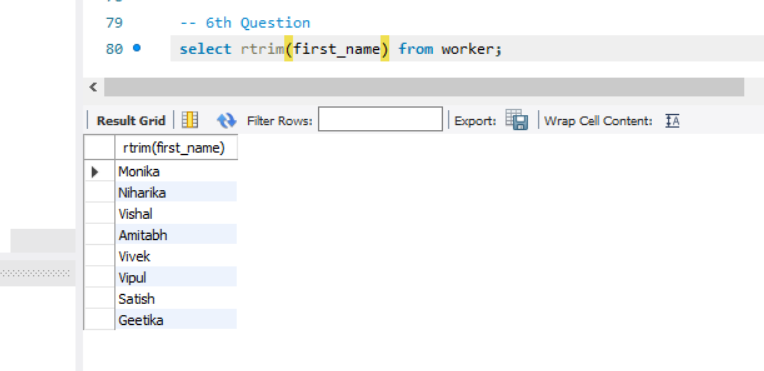 79 -- 6th Question
80 select rtrim(first_name) from worker;
Result Grid Filter Rows: Export: Wrap Cell Content:
rtrim(first_name)
Monika
Niharika
Vishal
Amitabh
Vivek
Vipul
Satish
Geetika